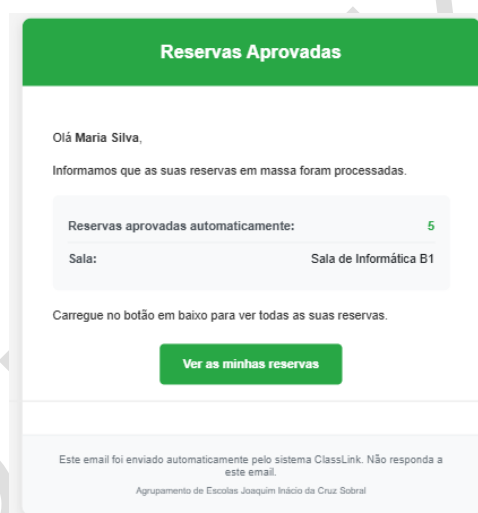 Reservas Aprovadas
Olá Maria Silva,
Informamos que as suas reservas em massa foram processadas.
Reservas aprovadas automaticamente: 5
Sala: Sala de Informática B1
Carregue no botão em baixo para ver todas as suas reservas.
Ver as minhas reservas
Este email foi enviado automaticamente pelo sistema ClassLink. Não responda a
este email.
Agrupamento de Escolas Joaquim Inácio da Cruz Sobral